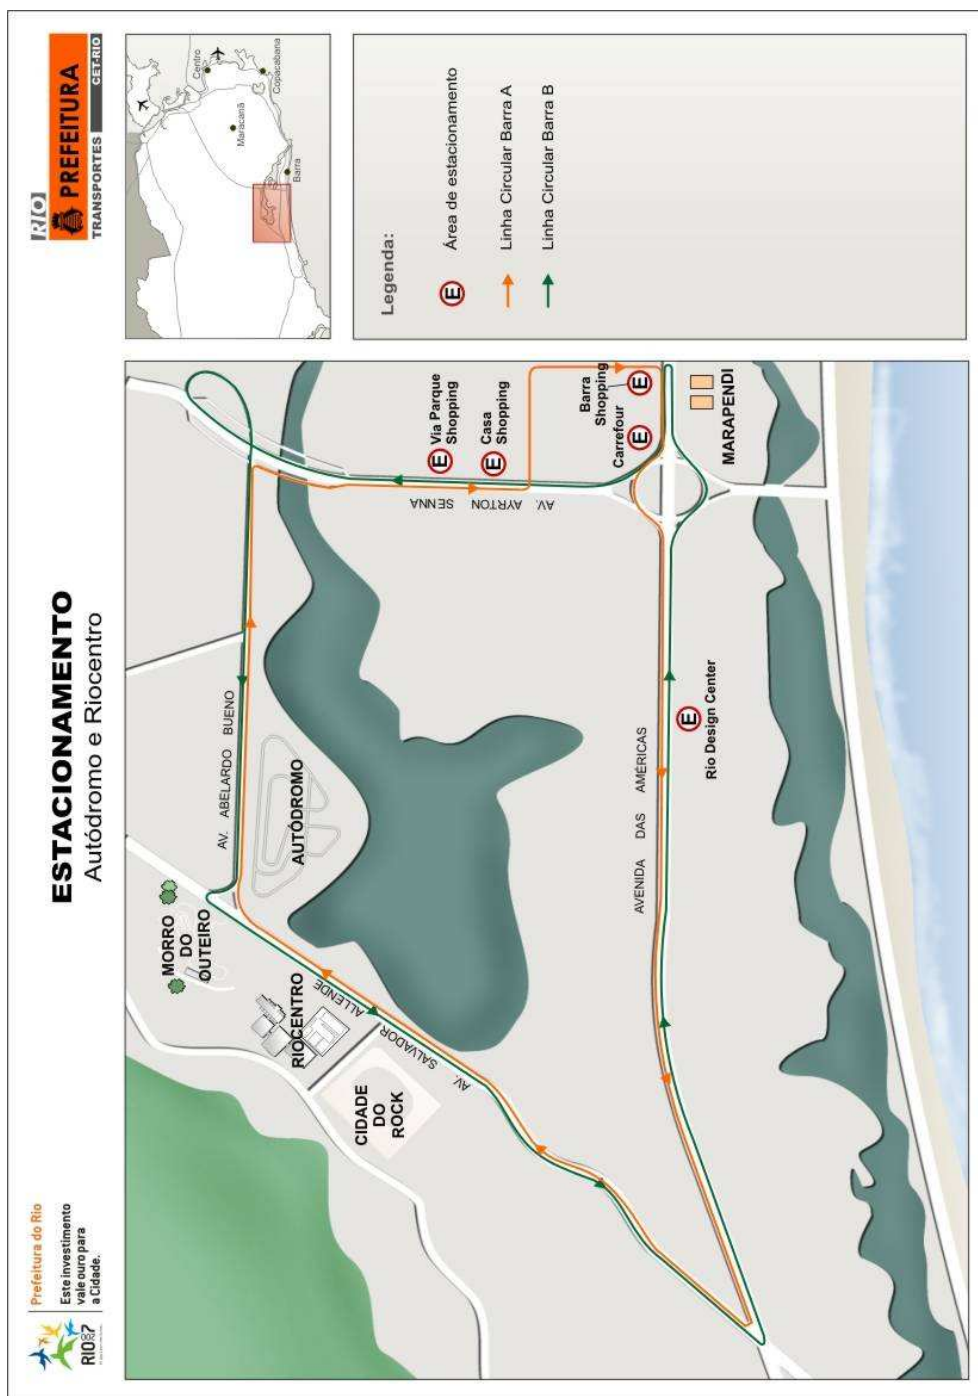 Prefeitura do Rio
Este investimento
vale ouro para
a Cidade.
RIO
ESTACIONAMENTO
Autódromo e Riocentro
RIO
PREFEITURA
TRANSPORTES
CET-RIO
MORRO
DO
OUTEIRO
AV. ABELARDO BUENO
AUTÓDROMO
RIOCENTRO
CIDADE
DO
ROCK
AV. SALVADOR ALLENDE
E
Via Parque
Shopping
E
Casa
Shopping
AV. AYRTON SENNA
Barra
Shopping
E
Carrefour
E
MARAPENDI
AVENIDA DAS AMÉRICAS
E
Rio Design Center
Centro
Copacabana
Maracanã
Barra
Legenda:
E
Área de estacionamento
Linha Circular Barra A
Linha Circular Barra B